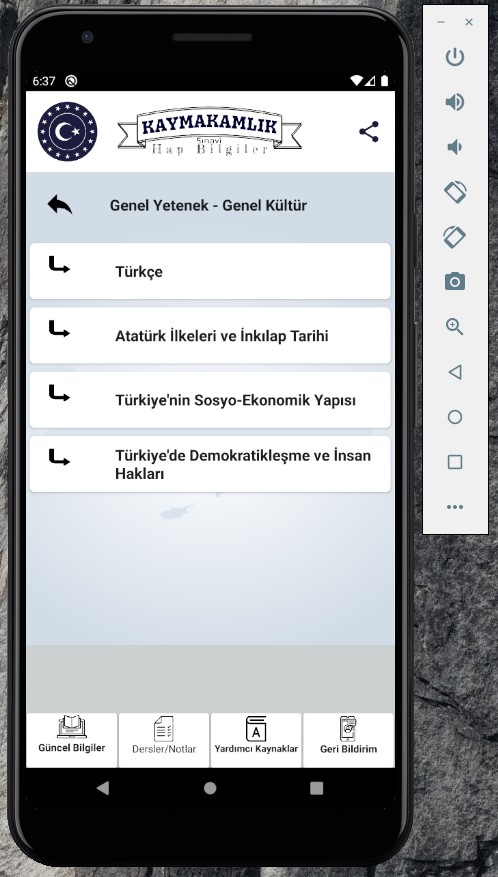 6:37
KAYMAKAMLIK
Sınavı
Hap Bilgiler
Genel Yetenek - Genel Kültür
Türkçe
Atatürk İlkeleri ve İnkılap Tarihi
Türkiye'nin Sosyo-Ekonomik Yapısı
Türkiye'de Demokratikleşme ve İnsan
Hakları
A
Güncel Bilgiler
Dersler/Notlar
Yardımcı Kaynaklar
Geri Bildirim